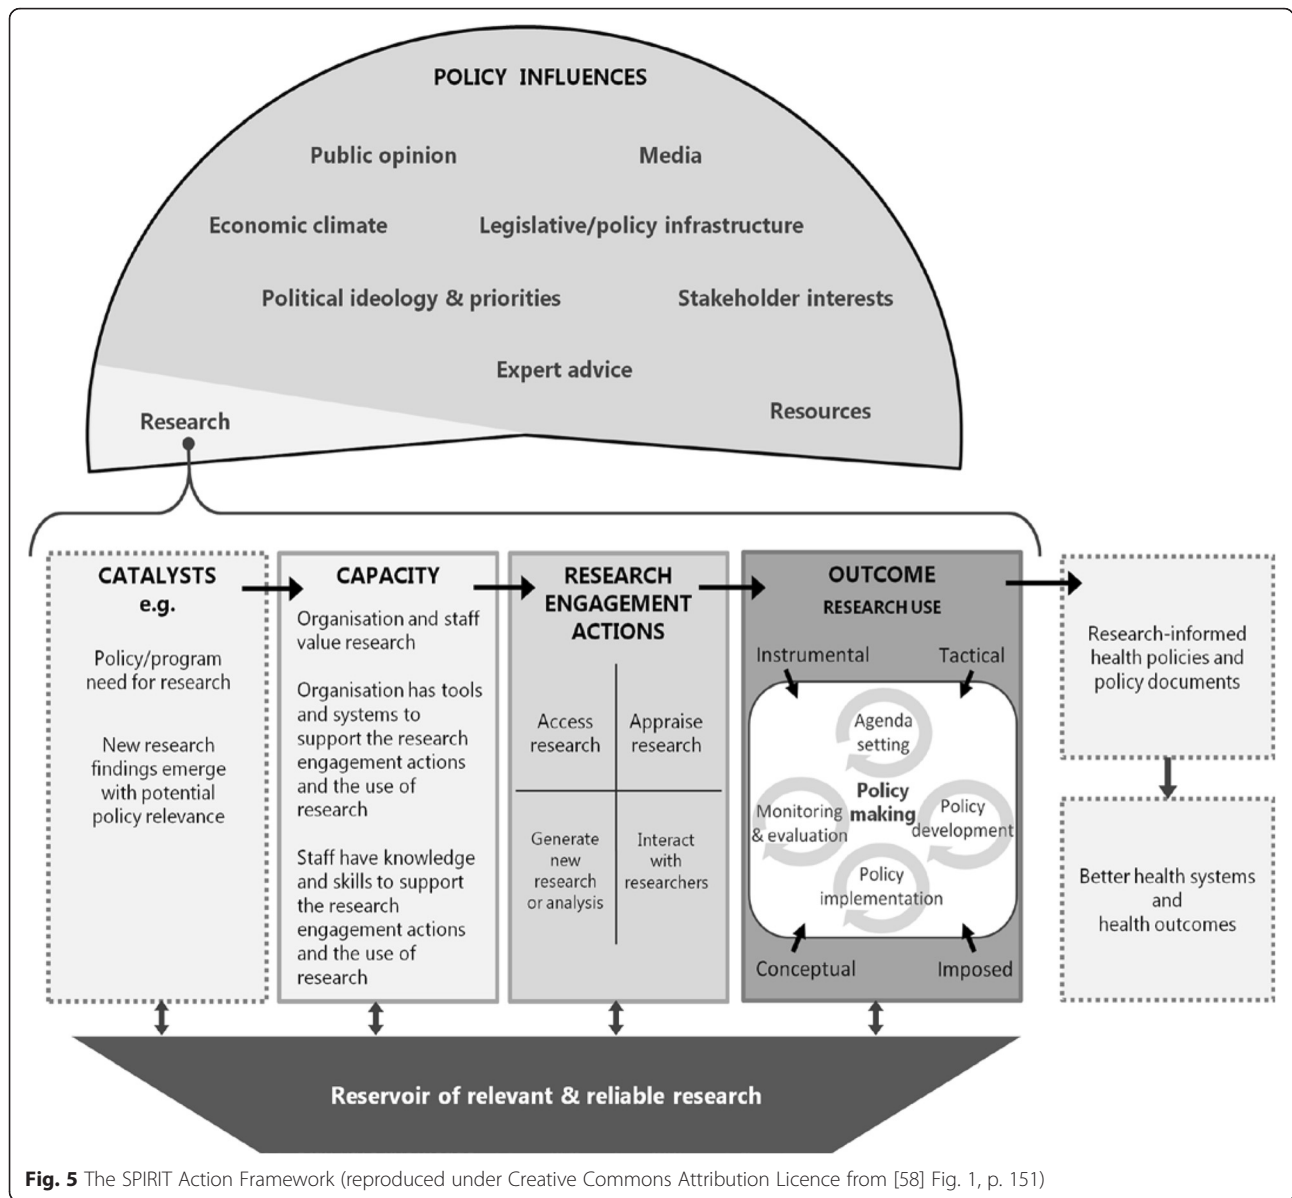 POLICY INFLUENCES
Public opinion
Media
Economic climate
Legislative/policy infrastructure
Political ideology & priorities
Stakeholder interests
Expert advice
Resources
Research
CATALYSTS
e.g.
Policy/program
need for research
New research
findings emerge
with potential
policy relevance
CAPACITY
Organisation and staff
value research
Organisation has tools
and systems to
support the research
engagement actions
and the use of
research
Staff have knowledge
and skills to support
the research
engagement actions
and the use of
research
RESEARCH
ENGAGEMENT
ACTIONS
Access
research
Appraise
research
Generate
new
research
or analysis
Interact
with
researchers
OUTCOME
RESEARCH USE
Instrumental
Tactical
Agenda
setting
Policy
making
Monitoring
& evaluation
Policy
development
Policy
implementation
Conceptual
Imposed
Research-informed
health policies and
policy documents
Better health systems
and
health outcomes
Reservoir of relevant & reliable research
Fig. 5 The SPIRIT Action Framework (reproduced under Creative Commons Attribution Licence from [58] Fig. 1, p. 151)